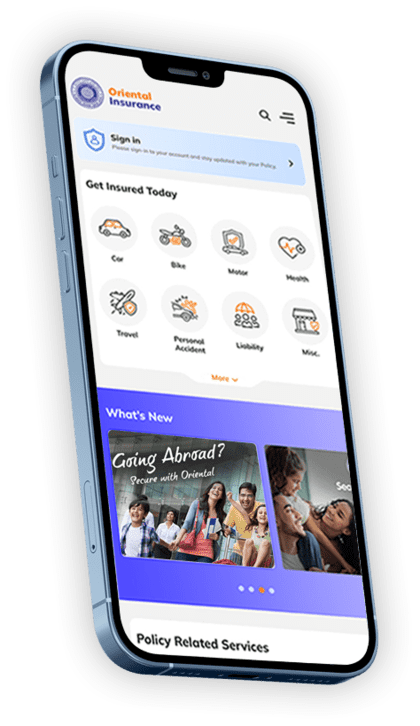 Oriental
Insurance
Sign in
Please sign in to your account and stay updated with your Policy.
Get Insured Today
Car
Bike
Motor
Health
Travel
Personal
Accident
Liability
Misc.
More
What's New
Going Abroad?
Secure with Oriental
Policy Related Services